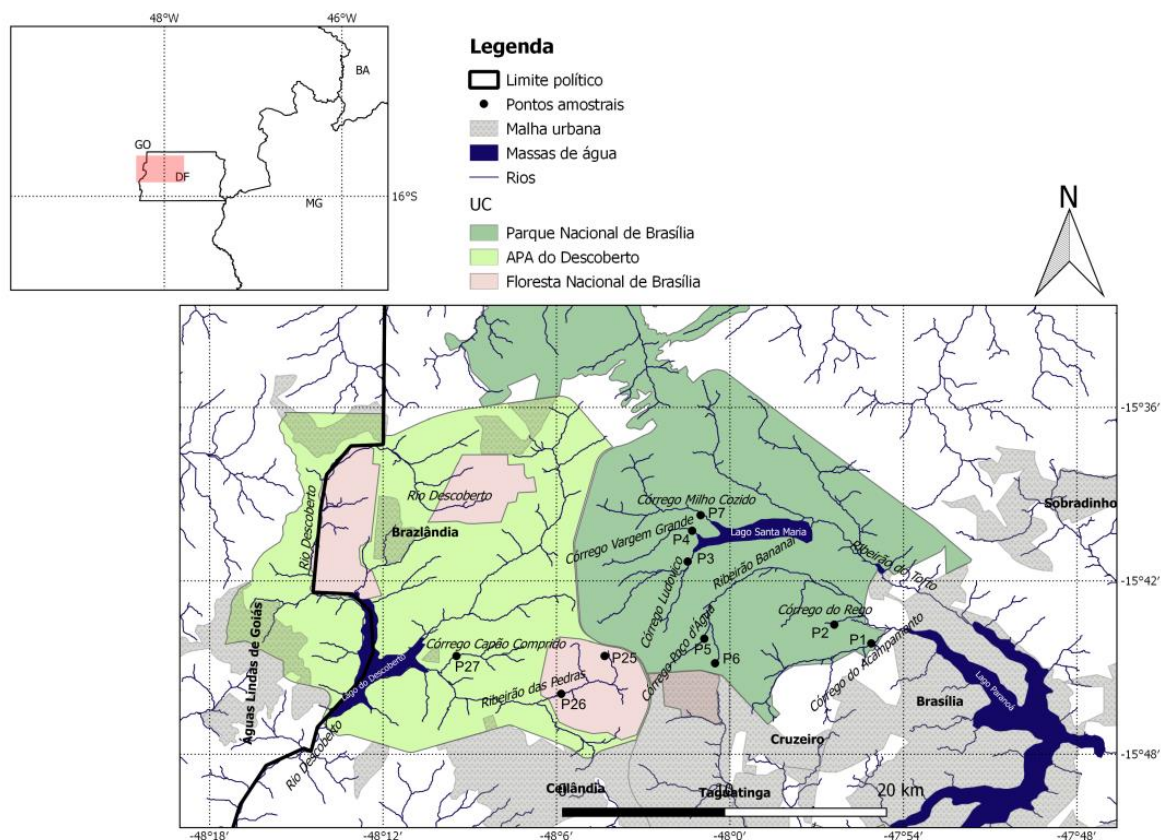 48°W
46°W
BA
GO
DF
16°S
MG
Legenda
Limite político
Pontos amostrais
Malha urbana
Massas de água
Rios
UC
Parque Nacional de Brasília
APA do Descoberto
Floresta Nacional de Brasília
N
-15°36'
Rio Descoberto
Rio Descoberto
Brazlândia
Córrego Milho Cozido
P7
Córrego Vargem Grande
P4
Lago Santa Maria
P3
Sobradinho
Ribeirão Bananal
Ribeirão do Torto
-15°42'
Córrego Ludovico
Córrego do Rego
P2
P1
Córrego Poço d'Água
P5
P6
Córrego do Acampamento
Águas Lindas de Goiás
Córrego Capão Comprido
P27
P25
Lago do Descoberto
Ribeirão das Pedras
P26
Brasília
Lago Paranoá
Cruzeiro
Rio Descoberto
-15°48'
Ceilândia
Taguatinga
0
10
20 km
-48°18'
-48°12'
-48°06'
-48°00'
-47°54'
-47°48'